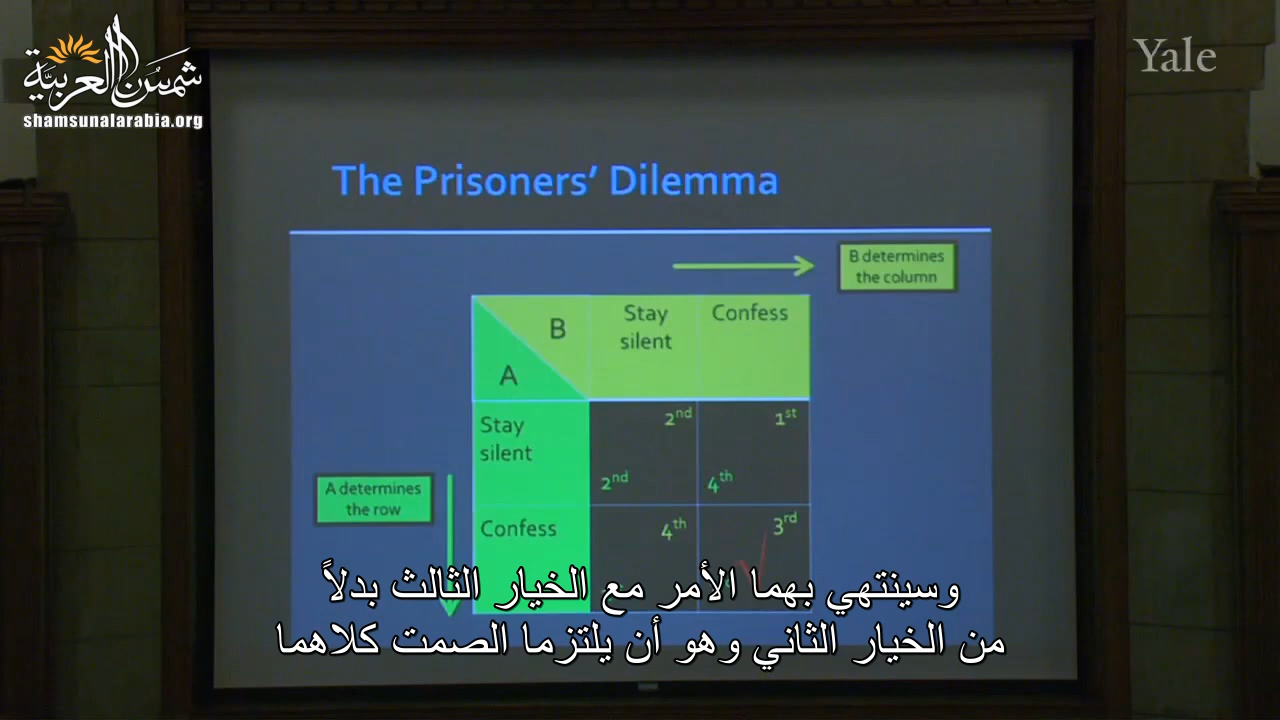 شمس العربية
shamsunalarabia.org
Yale
The Prisoners' Dilemma
B determines
the column
B
A
Stay
silent
Confess
Stay
silent
2nd
2nd
1st
4th
A determines
the row
Confess
4th
3rd
وسينتهي بهما الأمر مع الخيار الثالث بدلاً
من الخيار الثاني وهو أن يلتزما الصمت كلاهما